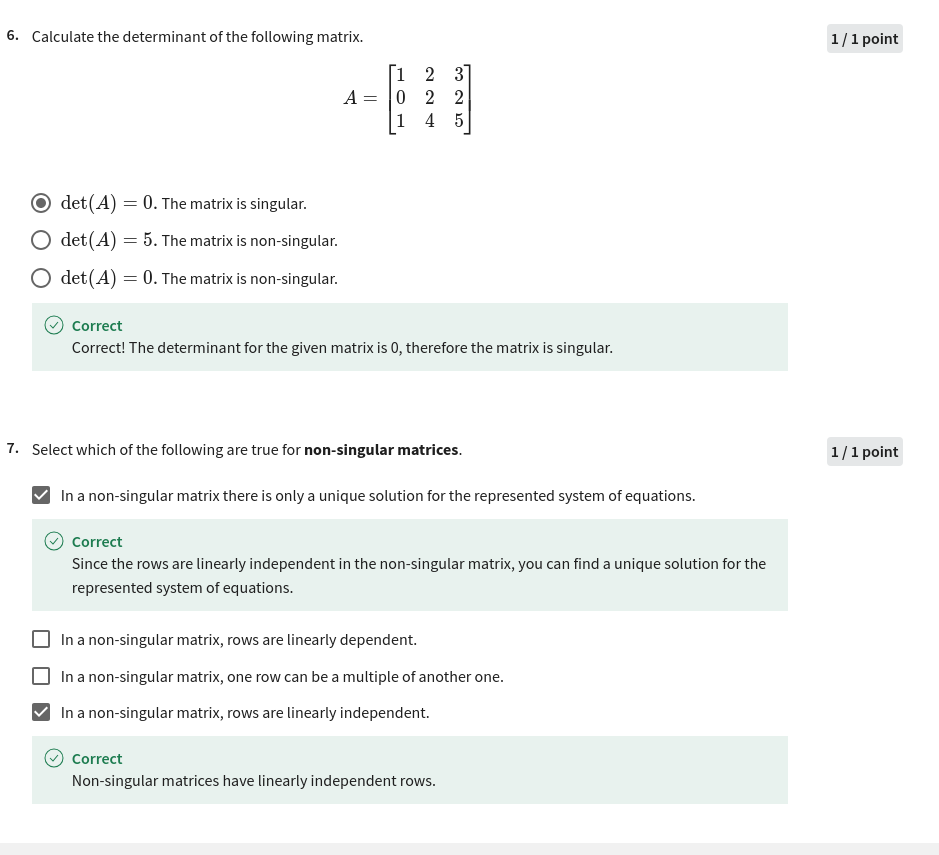 6. Calculate the determinant of the following matrix. 1 / 1 point
A = [1 2 3
0 2 2
1 4 5]
det(A) = 0. The matrix is singular.
det(A) = 5. The matrix is non-singular.
det(A) = 0. The matrix is non-singular.
Correct
Correct! The determinant for the given matrix is 0, therefore the matrix is singular.
7. Select which of the following are true for non-singular matrices. 1 / 1 point
In a non-singular matrix there is only a unique solution for the represented system of equations.
Correct
Since the rows are linearly independent in the non-singular matrix, you can find a unique solution for the
represented system of equations.
In a non-singular matrix, rows are linearly dependent.
In a non-singular matrix, one row can be a multiple of another one.
In a non-singular matrix, rows are linearly independent.
Correct
Non-singular matrices have linearly independent rows.